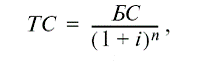 ТС = БС / (1 + i)ⁿ ,